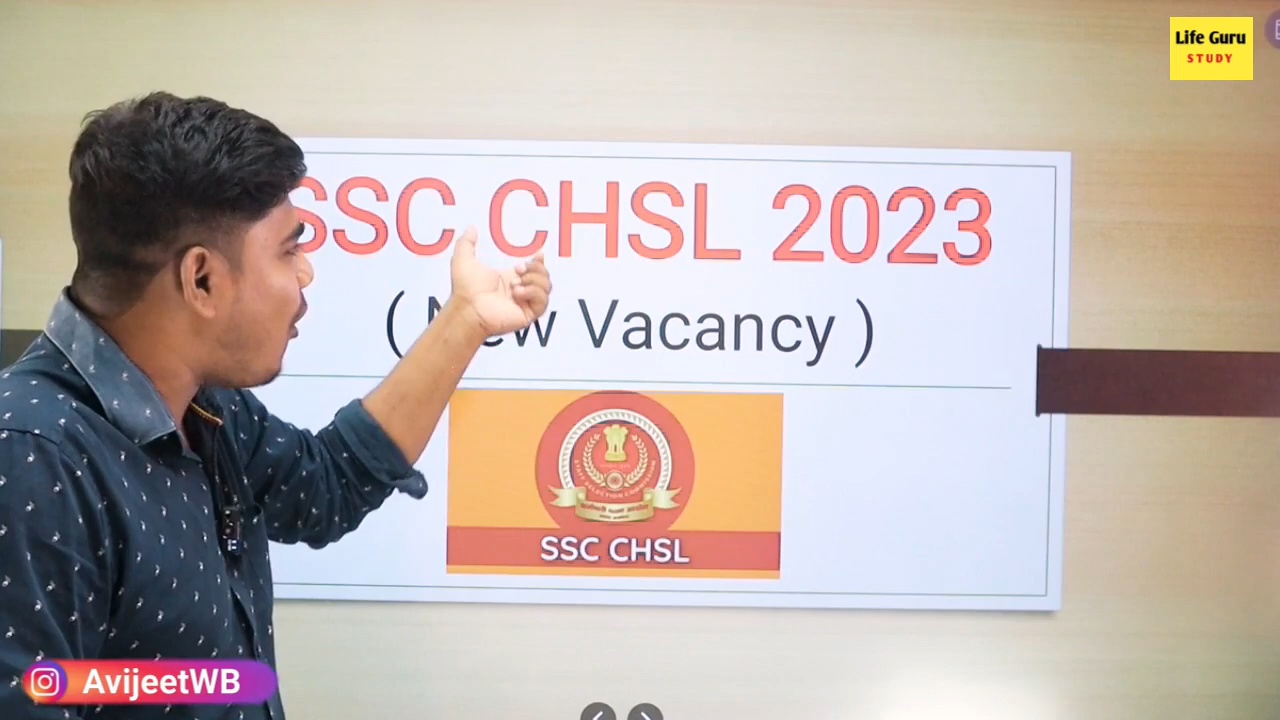 Life Guru
STUDY
SSC CHSL 2023
( New Vacancy )
SSC CHSL
AvijeetWB